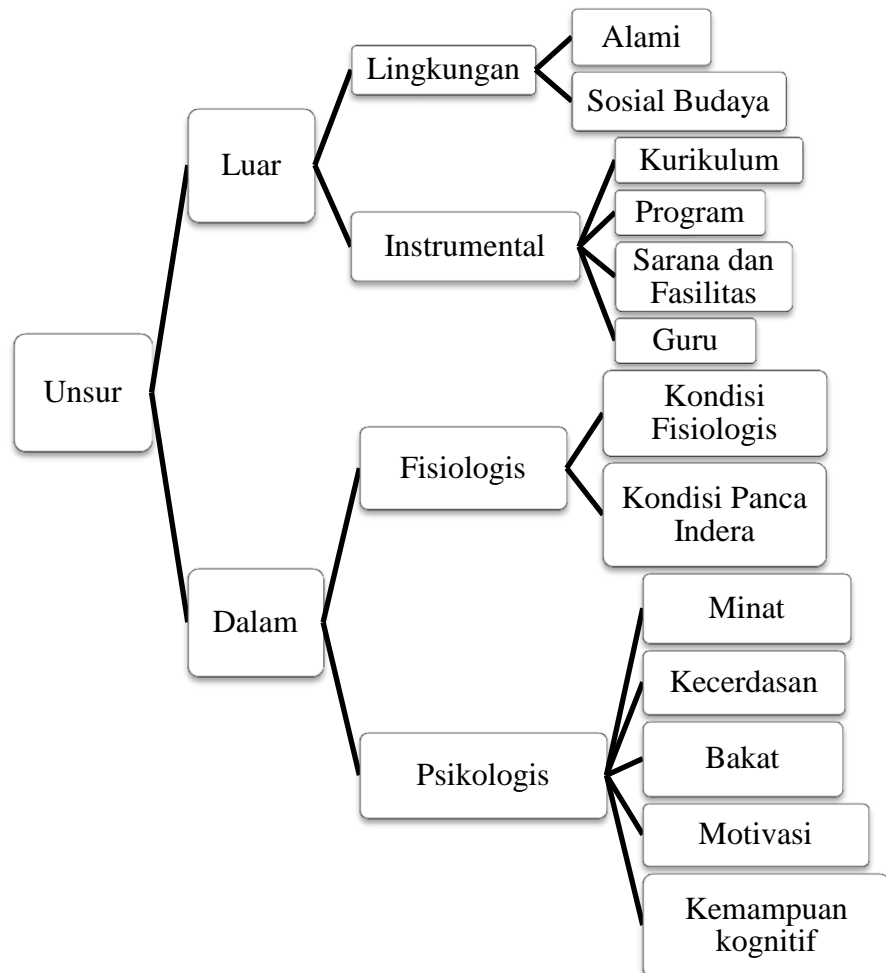 Alami
Lingkungan
Sosial Budaya
Luar
Kurikulum
Program
Instrumental
Sarana dan
Fasilitas
Guru
Unsur
Kondisi
Fisiologis
Fisiologis
Kondisi Panca
Indera
Dalam
Minat
Kecerdasan
Psikologis
Bakat
Motivasi
Kemampuan
kognitif